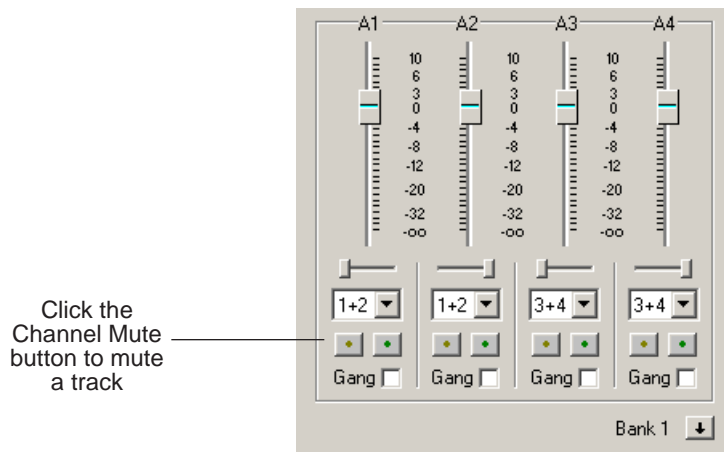 A1 A2 A3 A4
10 10
6 6
3 3
0 0
-4 -4
-8 -8
-12 -12
-20 -20
-32 -32
-oo -oo
10
6
3
0
-4
-8
-12
-20
-32
-oo
1+2 1+2 3+4 3+4
Click the
Channel Mute
button to mute
a track
Gang Gang Gang Gang
Bank 1